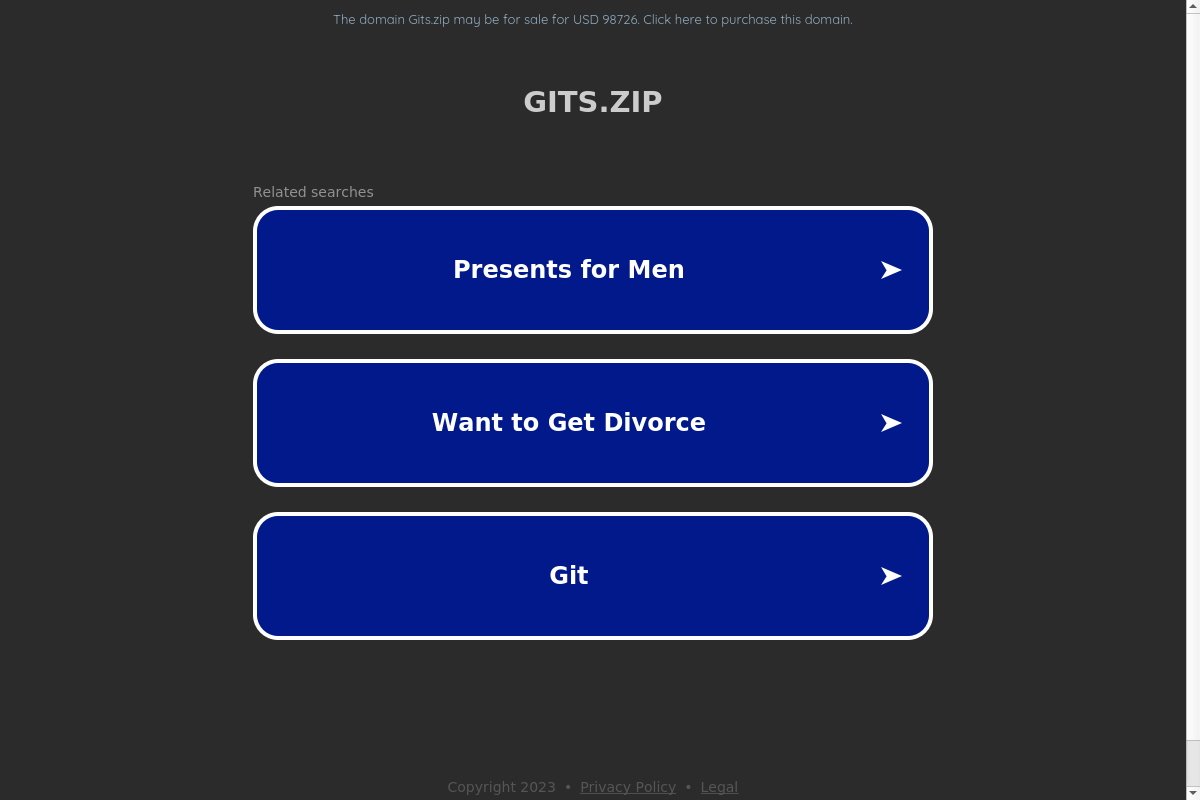 The domain Gits.zip may be for sale for USD 98726. Click here to purchase this domain.
GITS.ZIP
Related searches
Presents for Men
Want to Get Divorce
Git
Copyright 2023 • Privacy Policy • Legal